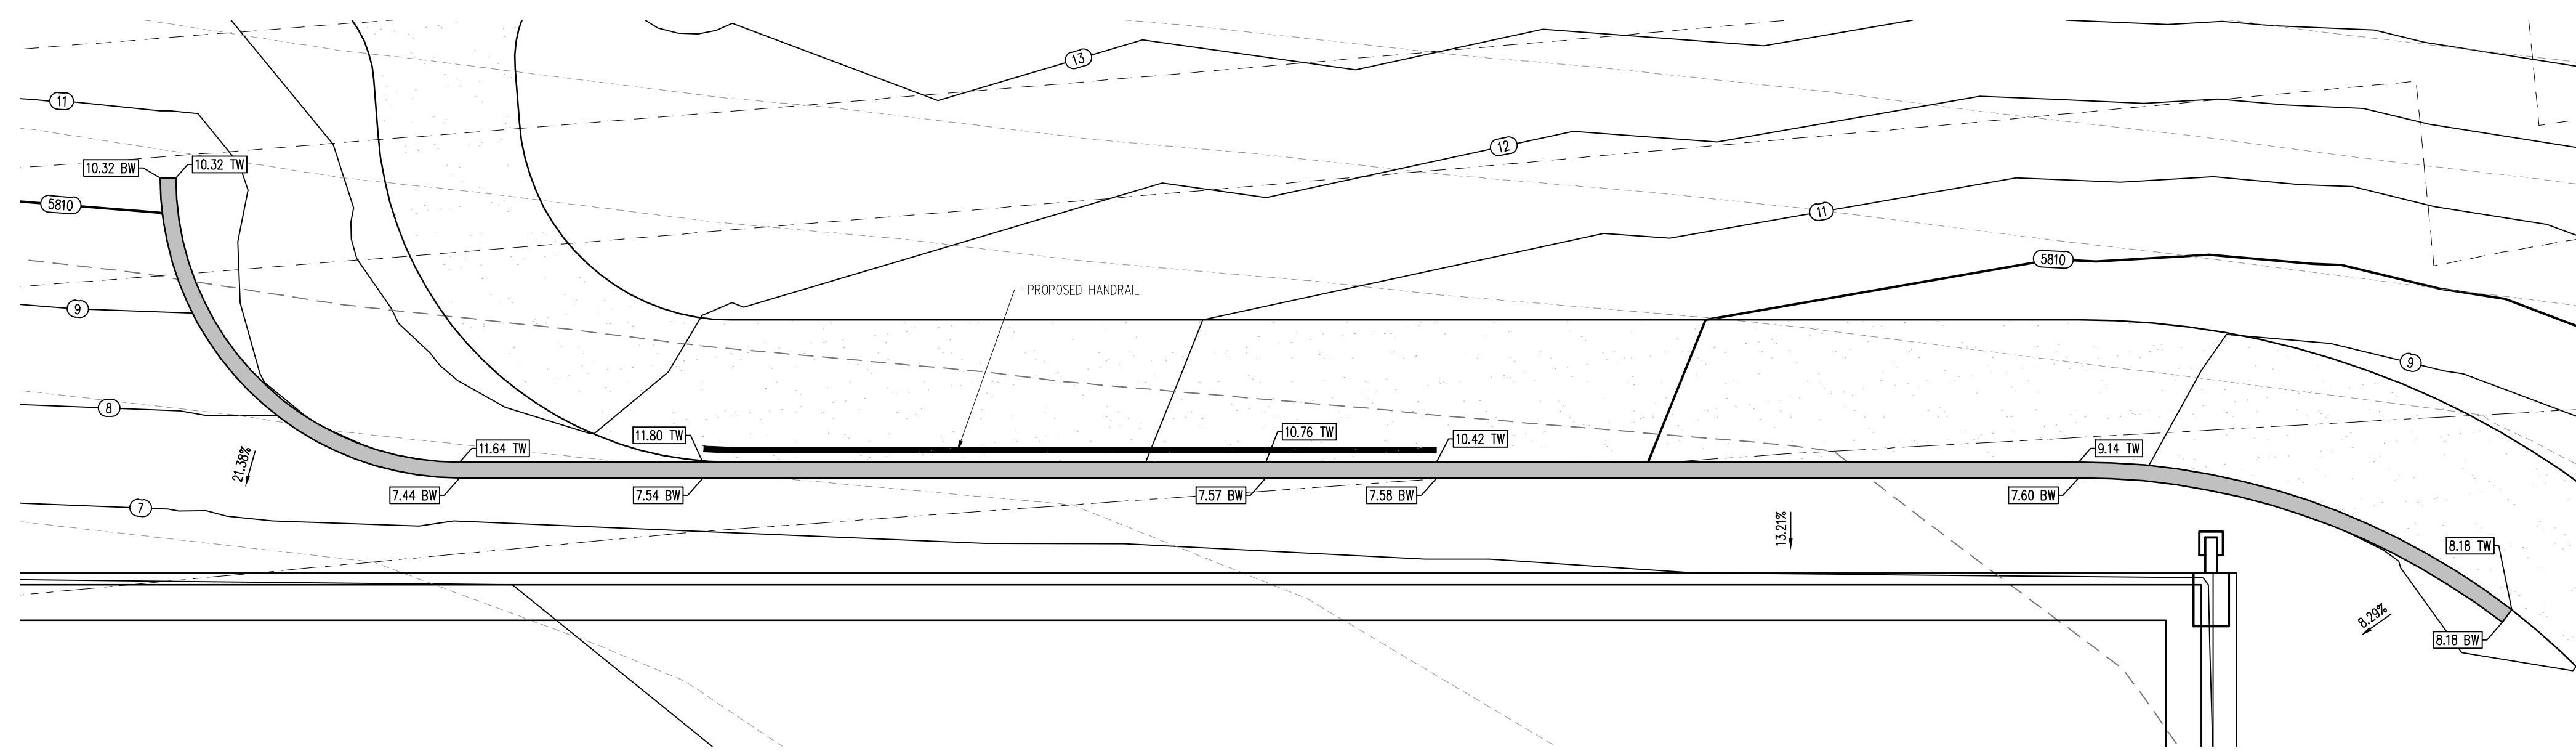 13
11
12
10.32 BW
10.32 TW
5810
11
5810
PROPOSED HANDRAIL
9
9
8
11.80 TW
10.76 TW
10.42 TW
11.64 TW
9.14 TW
21.38%
7.44 BW
7.54 BW
7.57 BW
7.58 BW
7.60 BW
7
13.21%
8.18 TW
8.29%
8.18 BW